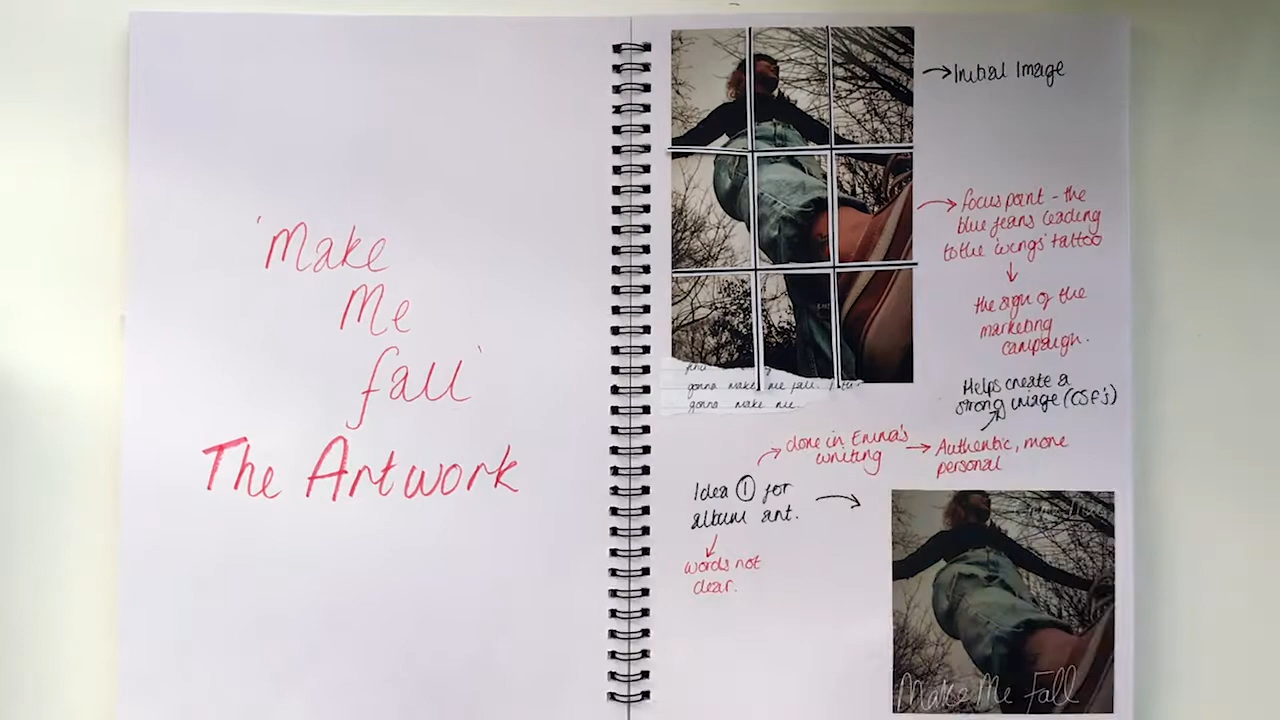 'Make
Me
fall'
The Artwork
→Initial Image
→focus point - the
blue jeans leading
to the 'wings' tattoo
↓
the sign of the
marketing
campaign.
gonna make me fall.
gonna make me
Helps create a
strong image (CSF's)
→done in Emma's
writing
→Authentic, more
personal
Idea ① for →
album art.
↓
words not
clear.
Make Me Fall